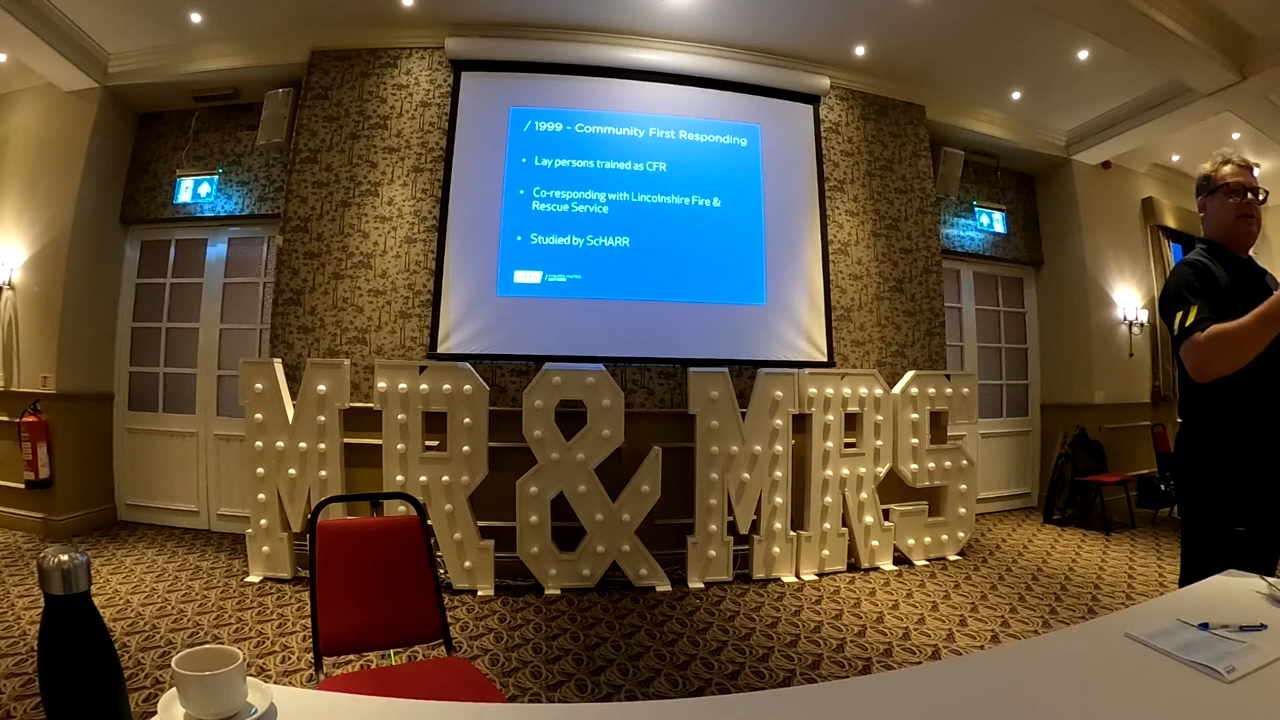 / 1999 - Community First Responding
• Lay persons trained as CFR
• Co-responding with Lincolnshire Fire &
Rescue Service
• Studied by ScHARR
MR & MRS